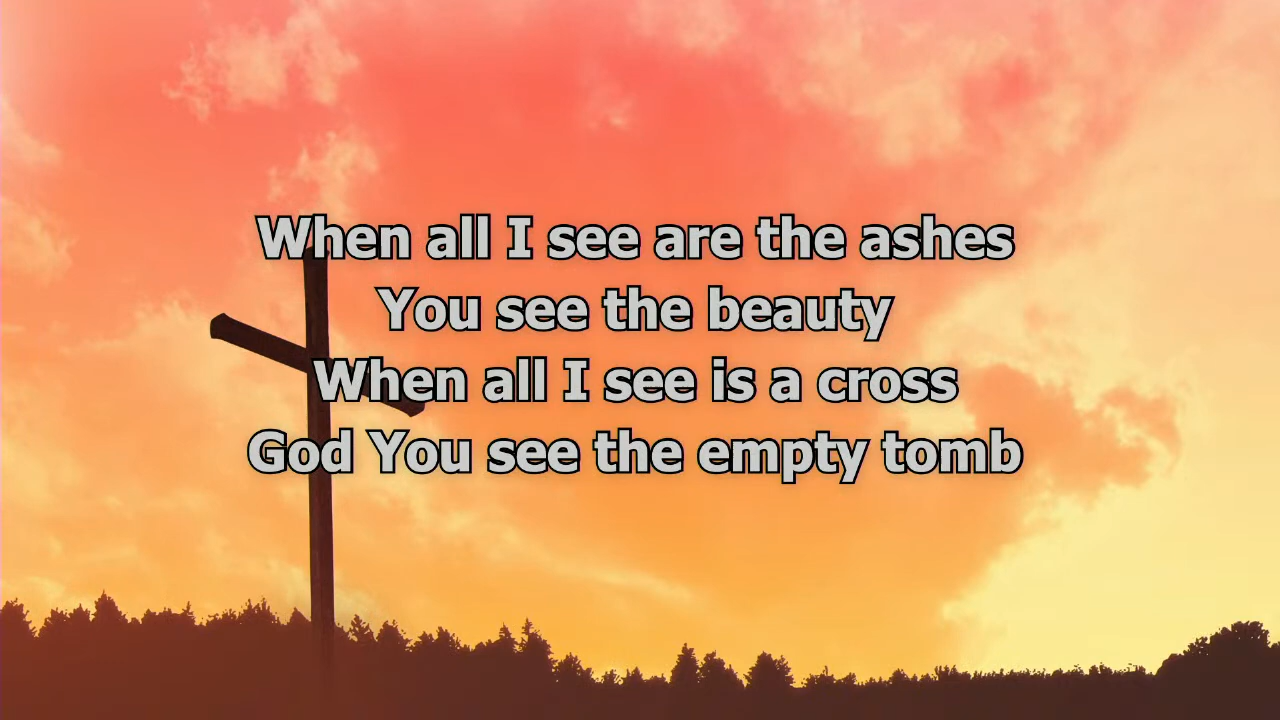 When all I see are the ashes
You see the beauty
When all I see is a cross
God You see the empty tomb